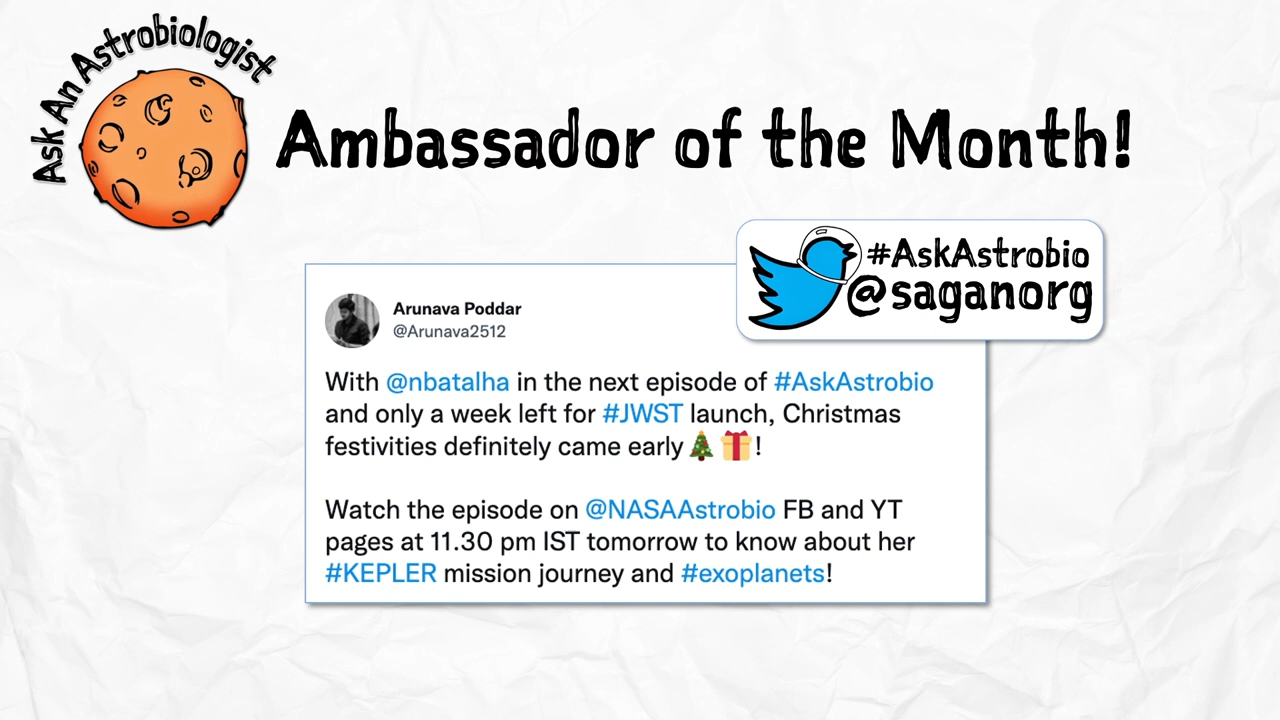 Ask An Astrobiologist
Ambassador of the Month!
#AskAstrobio
@saganorg
Arunava Poddar
@Arunava2512
With @nbatalha in the next episode of #AskAstrobio
and only a week left for #JWST launch, Christmas
festivities definitely came early🎄🎁!
Watch the episode on @NASAAstrobio FB and YT
pages at 11.30 pm IST tomorrow to know about her
#KEPLER mission journey and #exoplanets!